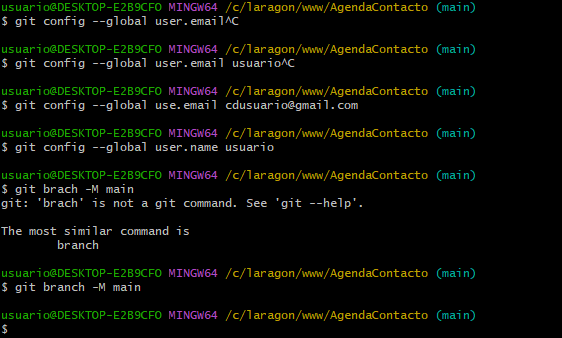 usuario@DESKTOP-E2B9CFO MINGW64 /c/laragon/www/AgendaContacto (main)
$ git config --global user.email^C
usuario@DESKTOP-E2B9CFO MINGW64 /c/laragon/www/AgendaContacto (main)
$ git config --global user.email usuario^C
usuario@DESKTOP-E2B9CFO MINGW64 /c/laragon/www/AgendaContacto (main)
$ git config --global use.email cdusuario@gmail.com
usuario@DESKTOP-E2B9CFO MINGW64 /c/laragon/www/AgendaContacto (main)
$ git config --global user.name usuario
usuario@DESKTOP-E2B9CFO MINGW64 /c/laragon/www/AgendaContacto (main)
$ git brach -M main
git: 'brach' is not a git command. See 'git --help'.
The most similar command is
branch
usuario@DESKTOP-E2B9CFO MINGW64 /c/laragon/www/AgendaContacto (main)
$ git branch -M main
usuario@DESKTOP-E2B9CFO MINGW64 /c/laragon/www/AgendaContacto (main)
$